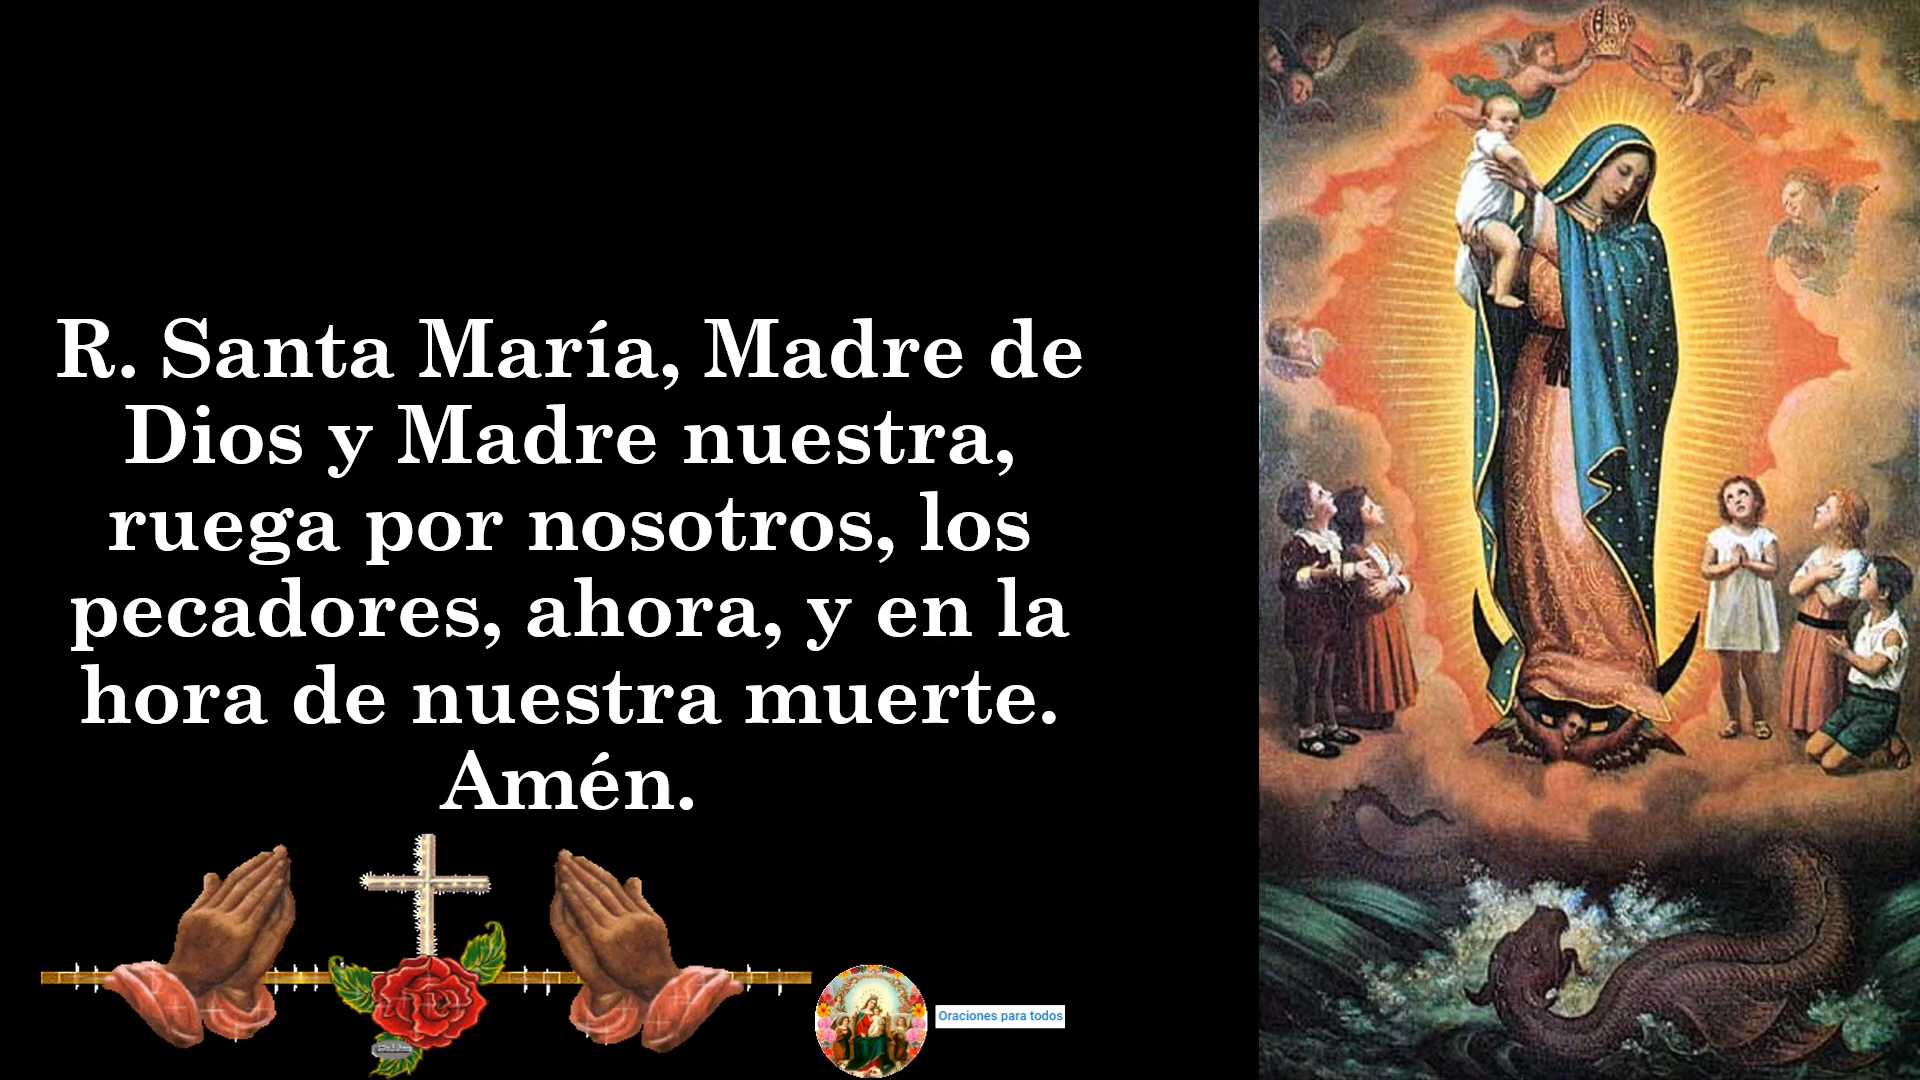 R. Santa María, Madre de
Dios y Madre nuestra,
ruega por nosotros, los
pecadores, ahora, y en la
hora de nuestra muerte.
Amén.
Oraciones para todos